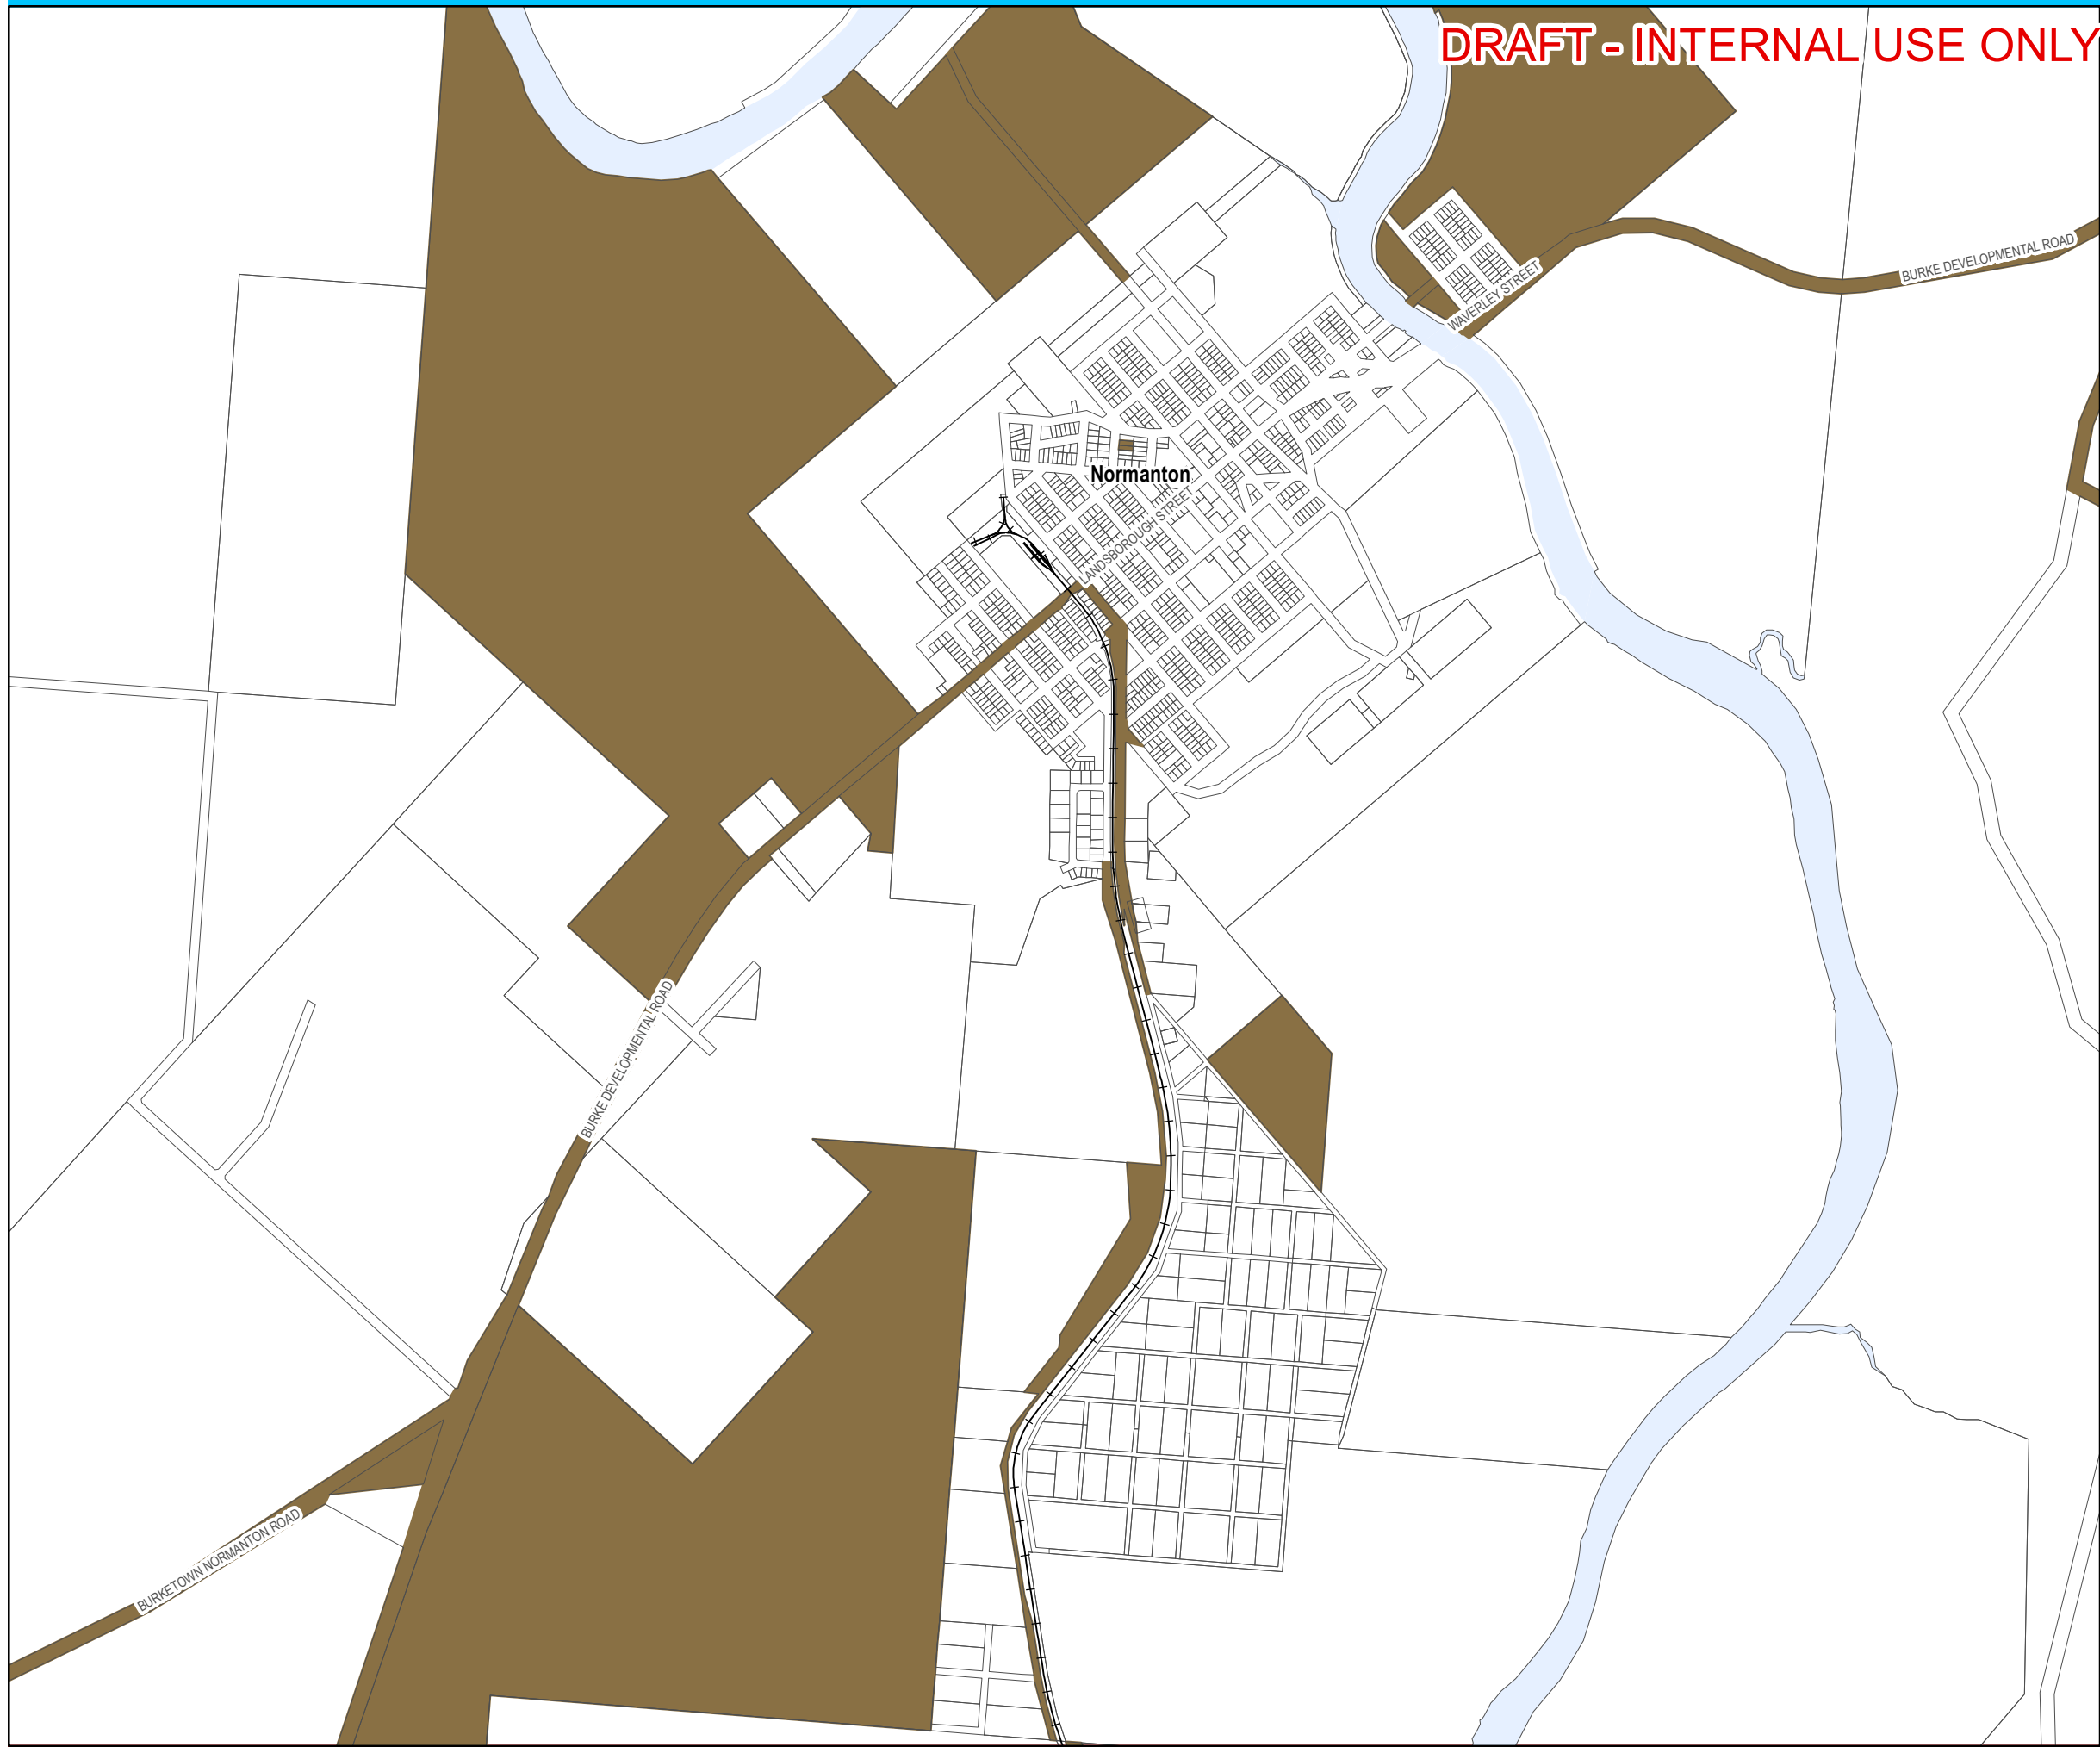 DRAFT - INTERNAL USE ONLY
BURKE DEVELOPMENTAL ROAD
WAVERLEY STREET
Normanton
LANDSBOROUGH STREET
BURKE DEVELOPMENTAL ROAD
BURKETOWN NORMANTON ROAD